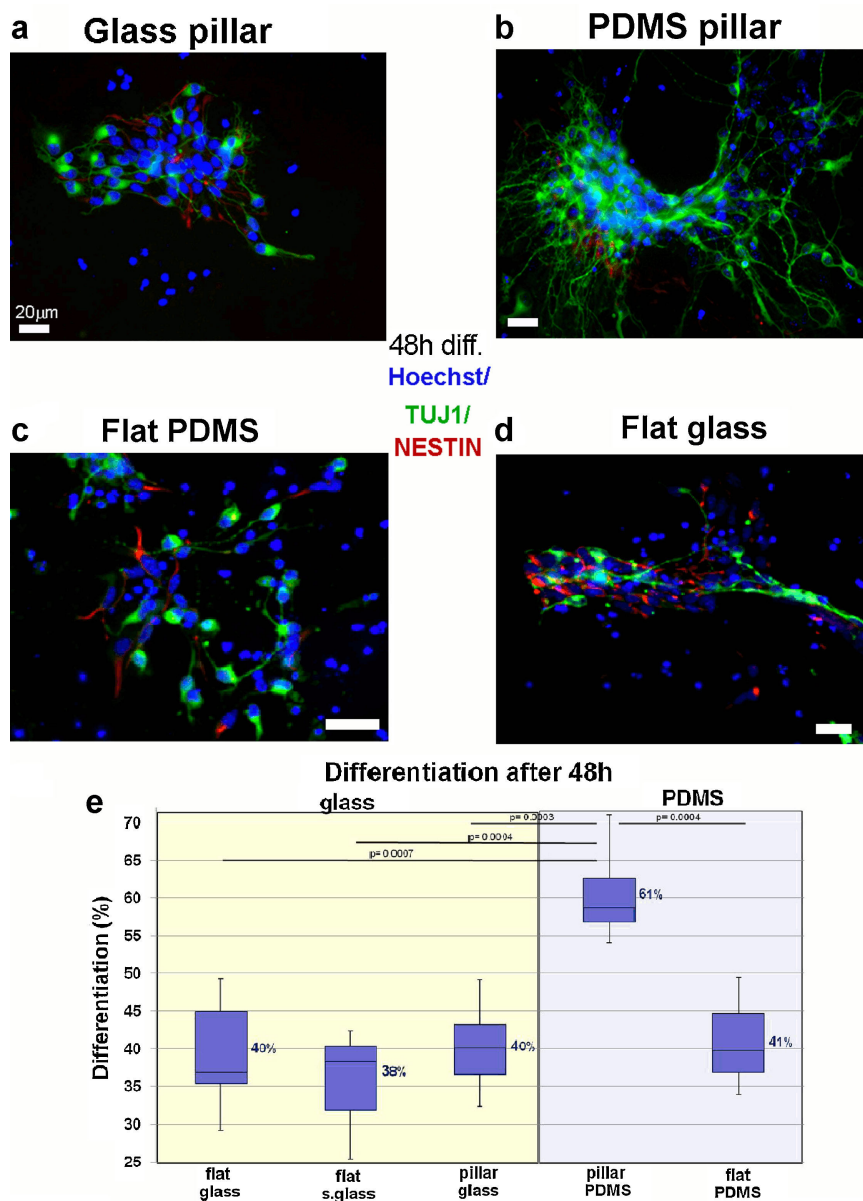 a
Glass pillar
b
PDMS pillar
20µm
48h diff.
Hoechst/
TUJ1/
NESTIN
c
Flat PDMS
d
Flat glass
Differentiation after 48h
e
glass
PDMS
Differentiation (%)
70
65
60
55
50
45
40
35
30
25
p= 0.0003
p= 0.0004
p= 0.0004
p= 0.0007
40%
38%
40%
61%
41%
flat
glass
flat
s.glass
pillar
glass
pillar
PDMS
flat
PDMS